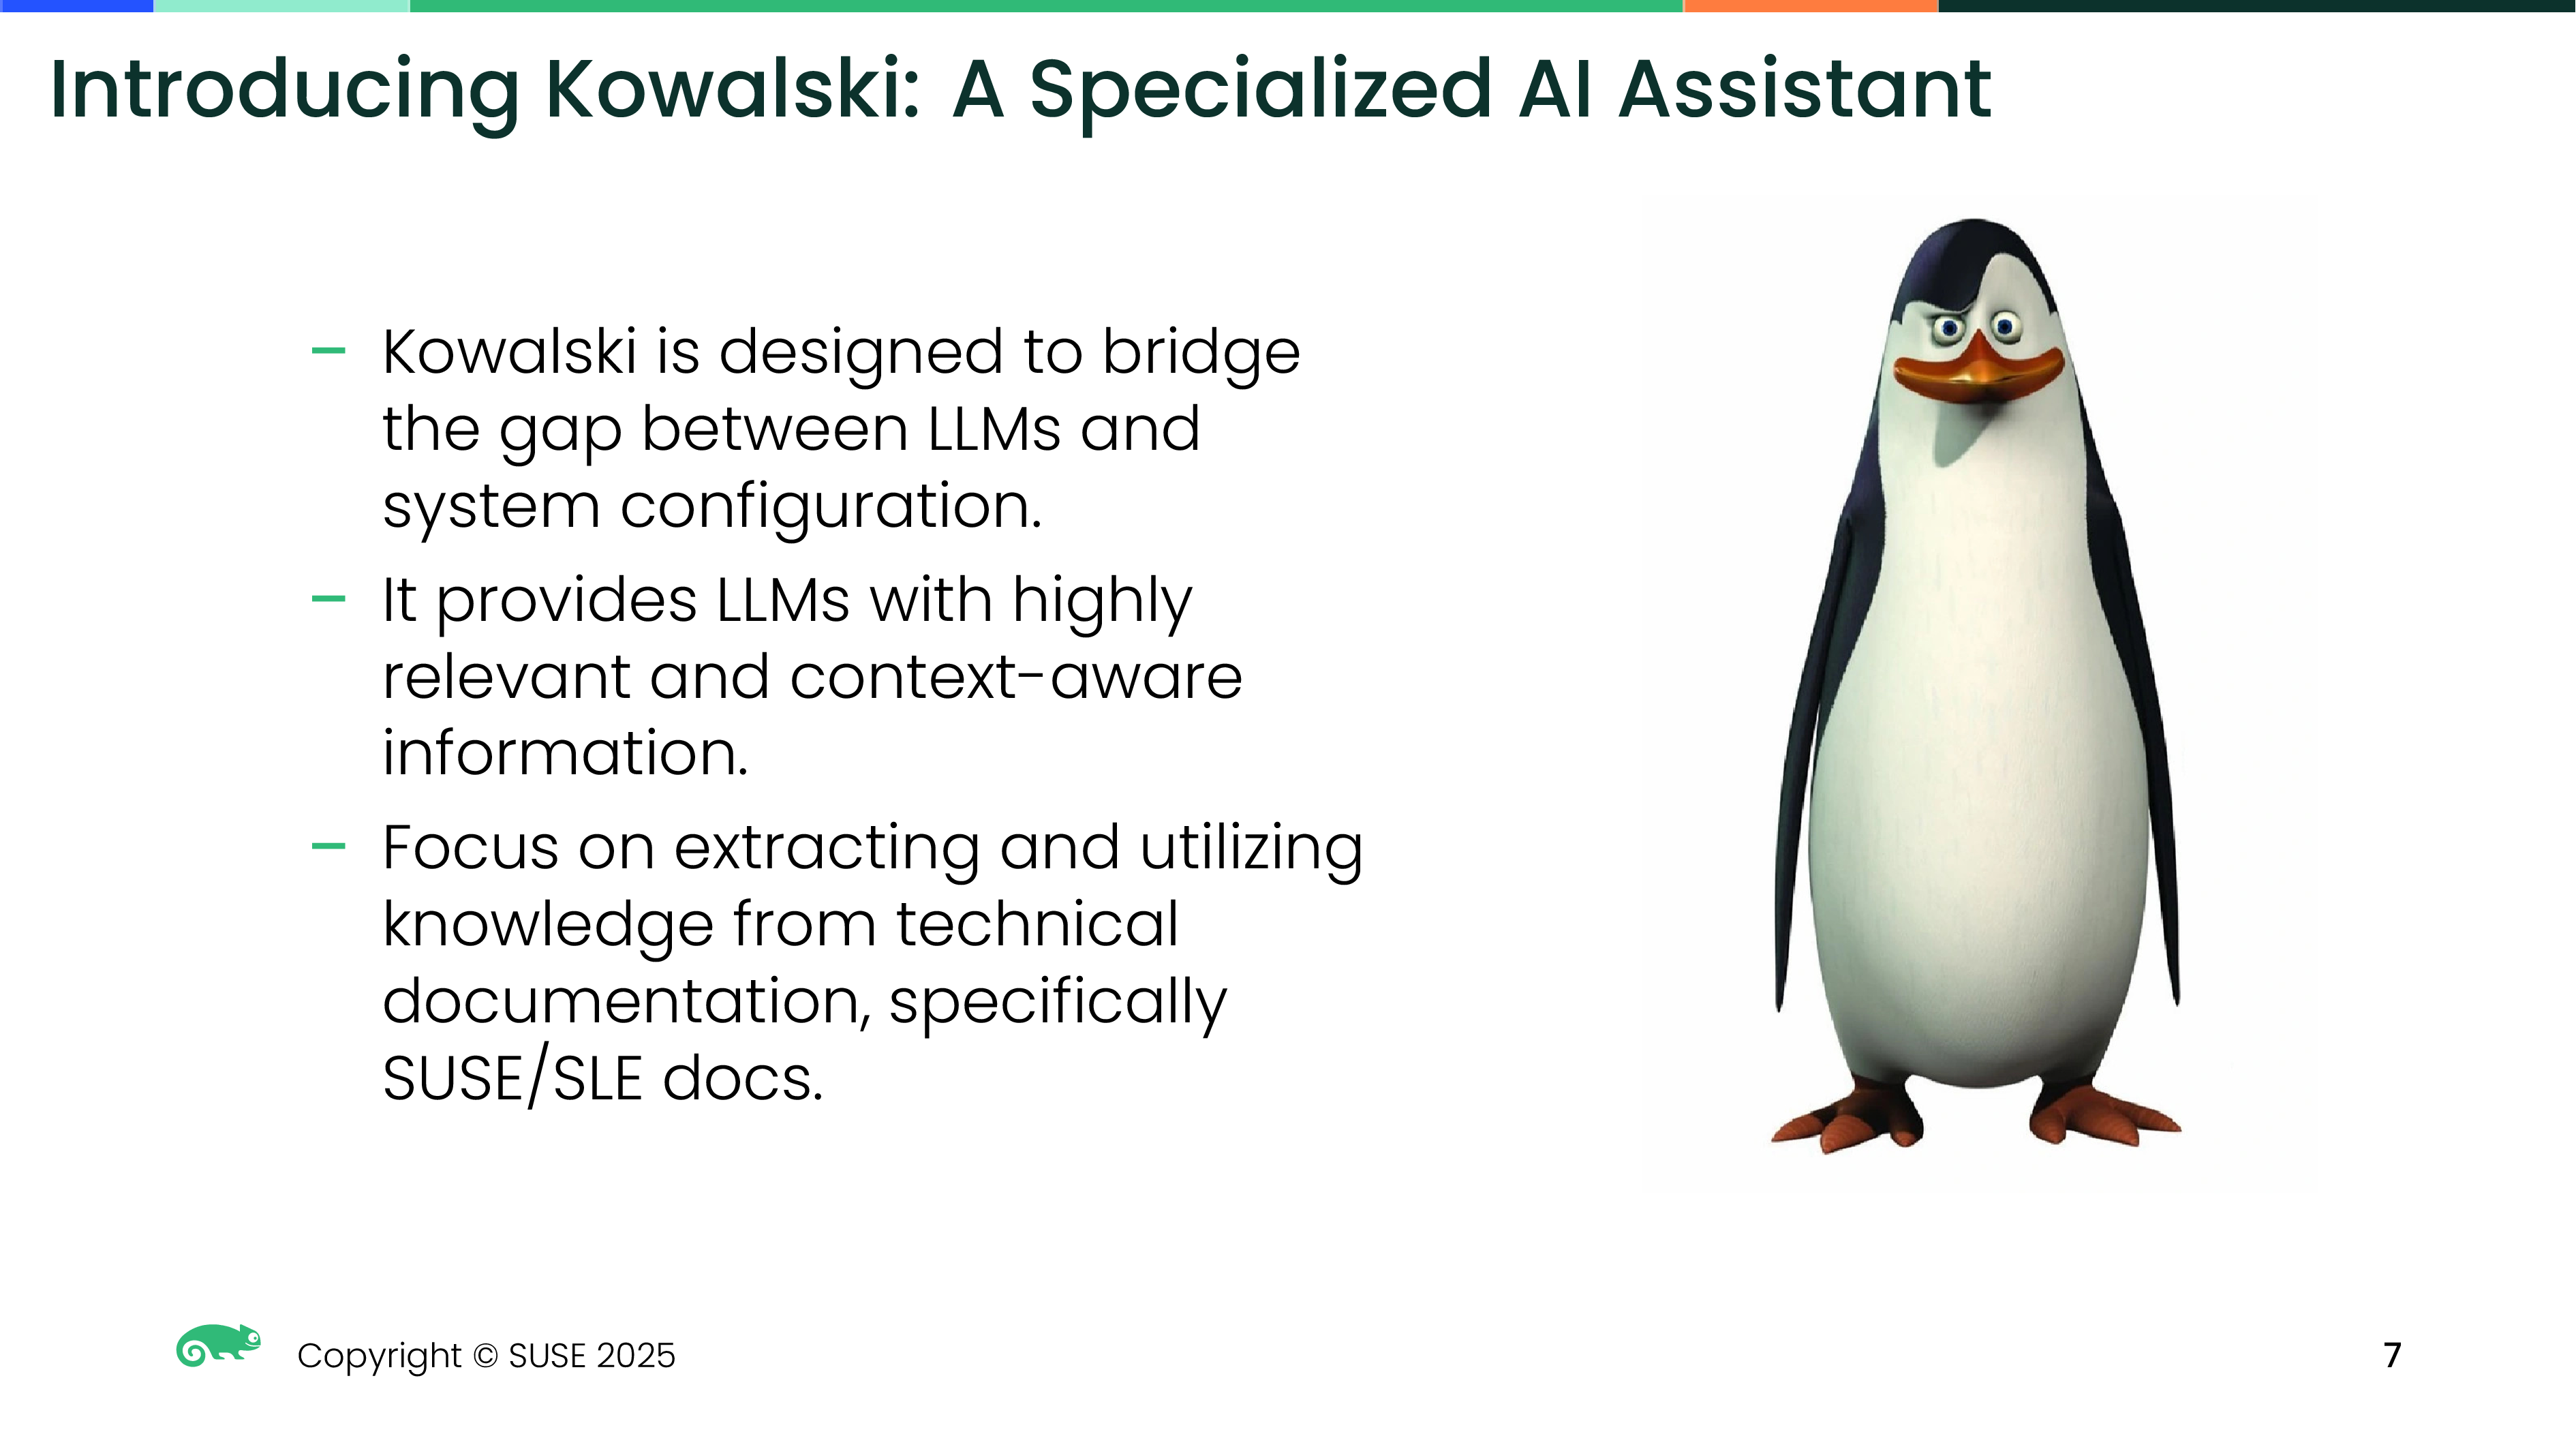 Introducing Kowalski: A Specialized AI Assistant
– Kowalski is designed to bridge
the gap between LLMs and
system configuration.
– It provides LLMs with highly
relevant and context-aware
information.
– Focus on extracting and utilizing
knowledge from technical
documentation, specifically
SUSE/SLE docs.
Copyright © SUSE 2025
7